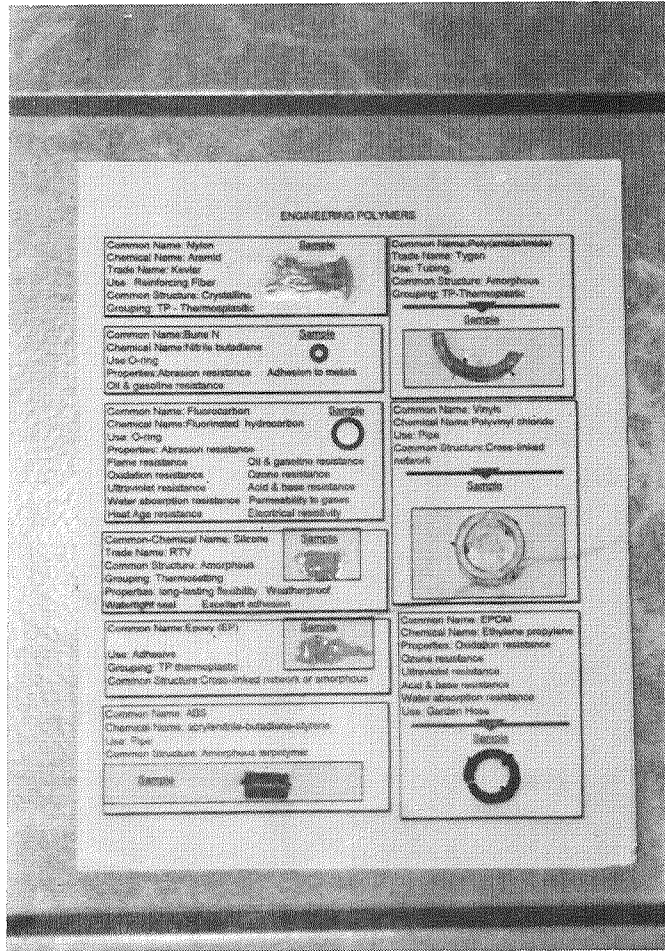 ENGINEERING POLYMERS
Common Name: Nylon
Sample
Chemical Name: Aramid
Trade Name: Kevlar
Use Reinforcing Fiber
Common Structure: Crystalline
Grouping: TP - Thermosplastic
Common Name:Buna N
Sample
Chemical Name:Nitrile butadiene
Use:O-ring
Properties:Abrasion resistance Adhesion to metals
Oil & gasoline resistance
Common Name: Fluorocarbon
Sample
Chemical Name:Fluorinated hydrocarbon
Use: O-ring
Properties: Abrasion resistance
Flame resistance Oil & gasoline resistance
Oxidation resistance Ozone resistance
Ultraviolet resistance Acid & base resistance
Water absorption resistance Permeability to gases
Heat Age resistance Electrical resistivity
Common-Chemical Name: Silicone
Sample
Trade Name: RTV
Common Structure: Amorphous
Grouping: Thermosetting
Properties: long-lasting flexibility Weatherproof
Watertight seal Excellent adhesion
Common Name:Epoxy (EP)
Sample
Use: Adhesive
Grouping: TP thermoplastic
Common Structure:Cross-linked network or amorphous
Common Name: ABS
Chemical Name: acrylonitrile-butadiene-styrene
Use: Pipe
Common Structure: Amorphous terpolymer
Sample
Common Name:Poly(amide/imide)
Trade Name: Tygon
Use: Tubing,
Common Structure: Amorphous
Grouping: TP-Thermoplastic
Sample
Common Name: Vinyls
Chemical Name:Polyvinyl chloride
Use: Pipe
Common Structure:Cross-linked
network
Sample
Common Name: EPDM
Chemical Name: Ethylene propylene
Properties: Oxidation resistance
Ozone resistance
Ultraviolet resistance
Acid & base resistance
Water absorption resistance
Use: Garden Hose
Sample